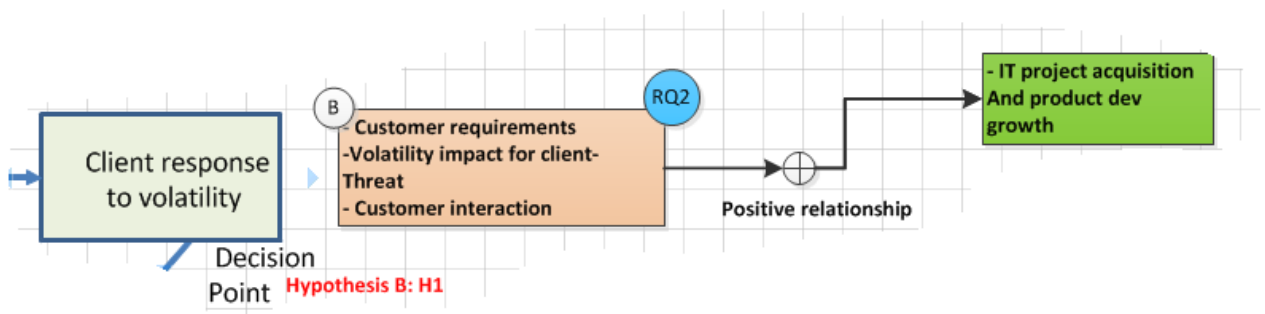 Client response
to volatility
Decision
Point
Hypothesis B: H1
B
RQ2
- Customer requirements
-Volatility impact for client-
Threat
- Customer interaction
Positive relationship
- IT project acquisition
And product dev
growth